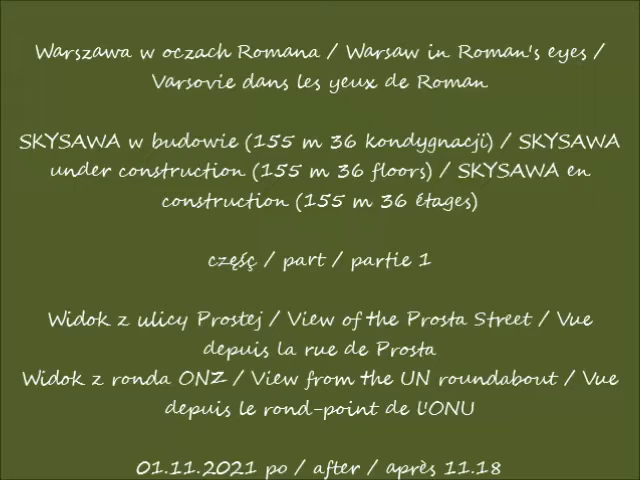 Warszawa w oczach Romana / Warsaw in Roman's eyes /
Varsovie dans les yeux de Roman
SKYSAWA w budowie (155 m 36 kondygnacji) / SKYSAWA
under construction (155 m 36 floors) / SKYSAWA en
construction (155 m 36 étages)
częśç / part / partie 1
Widok z ulicy Prostej / View of the Prosta Street / Vue
depuis la rue de Prosta
Widok z ronda ONZ / View from the UN roundabout / Vue
depuis le rond-point de l'ONU
01.11.2021 po / after / après 11.18